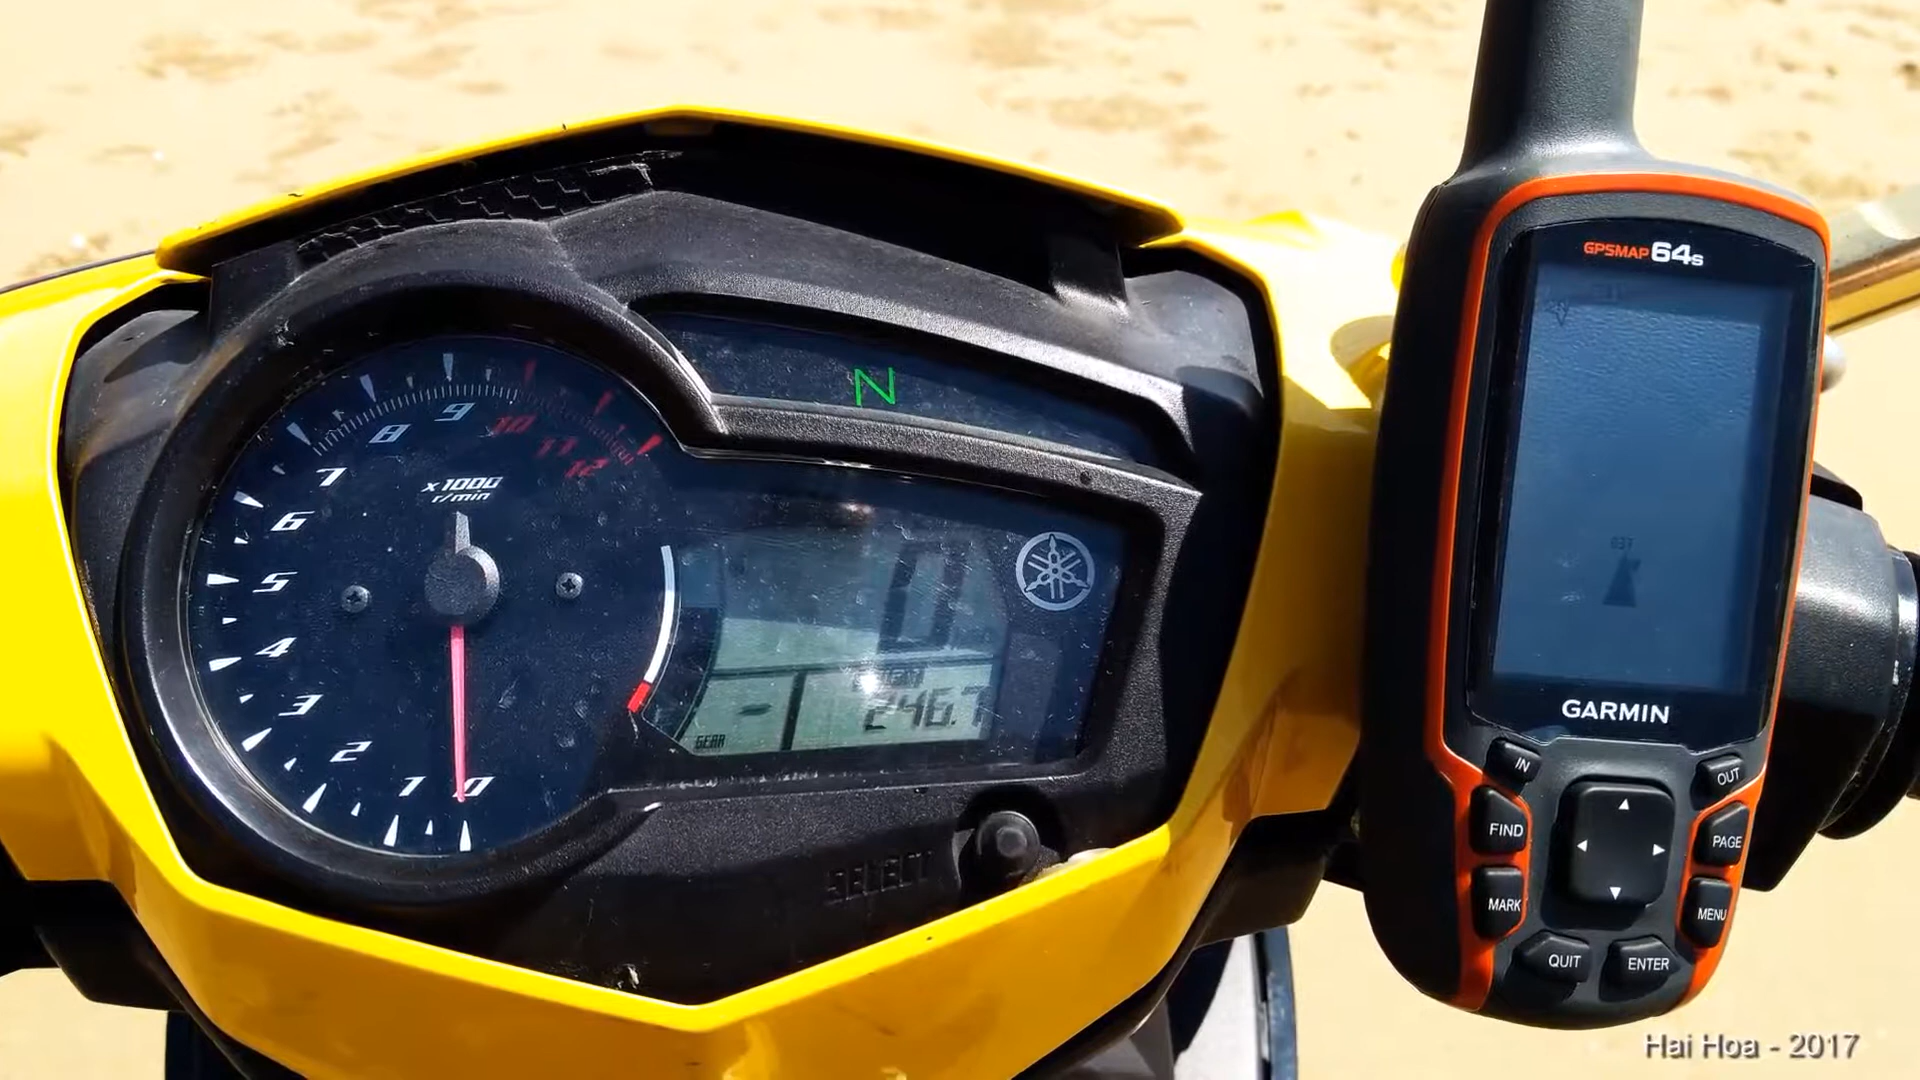 N
9
8
10
11
12
7
x1000
r/min
6
5
4
3
2
1
0
0
246.7
-
GEAR
SELECT
GPSMAP 64s
GARMIN
IN
OUT
FIND
PAGE
MARK
MENU
QUIT
ENTER
Hai Hoa - 2017